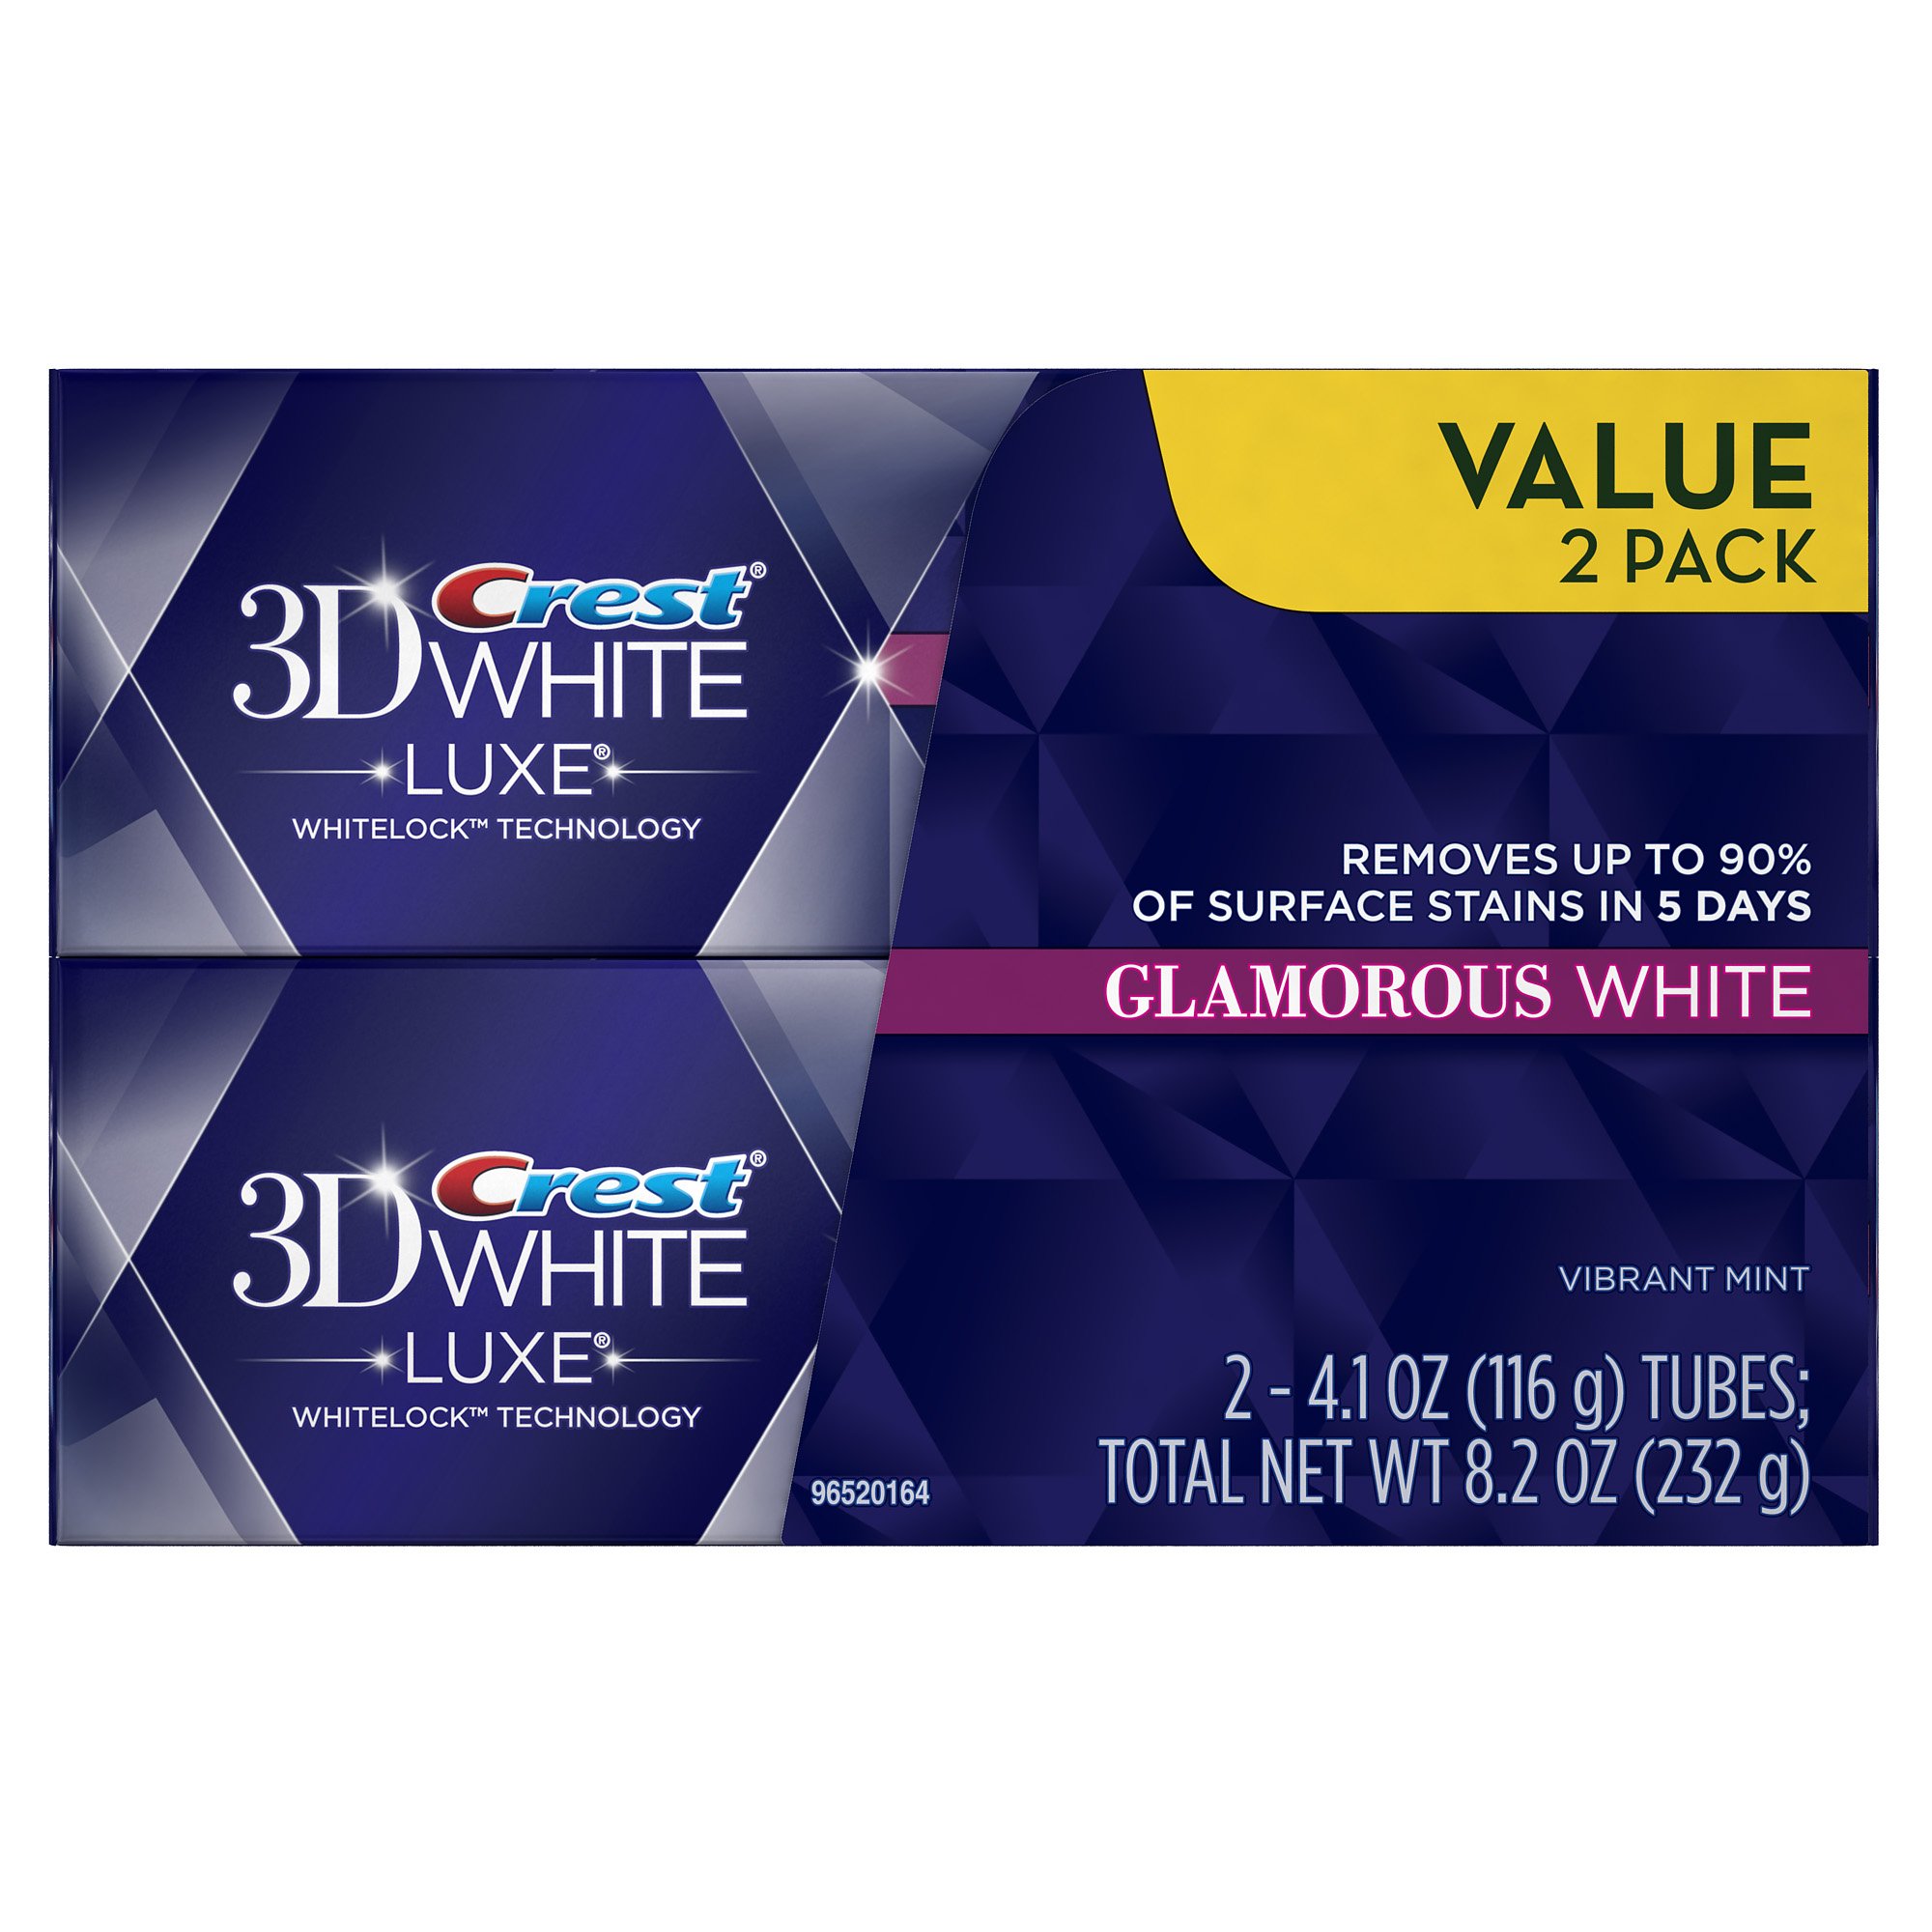 Crest®
3D WHITE
LUXE®
WHITELOCK™ TECHNOLOGY
Crest®
3D WHITE
LUXE®
WHITELOCK™ TECHNOLOGY
VALUE
2 PACK
REMOVES UP TO 90%
OF SURFACE STAINS IN 5 DAYS
GLAMOROUS WHITE
VIBRANT MINT
2 - 4.1 OZ (116 g) TUBES;
TOTAL NET WT 8.2 OZ (232 g)
96520164